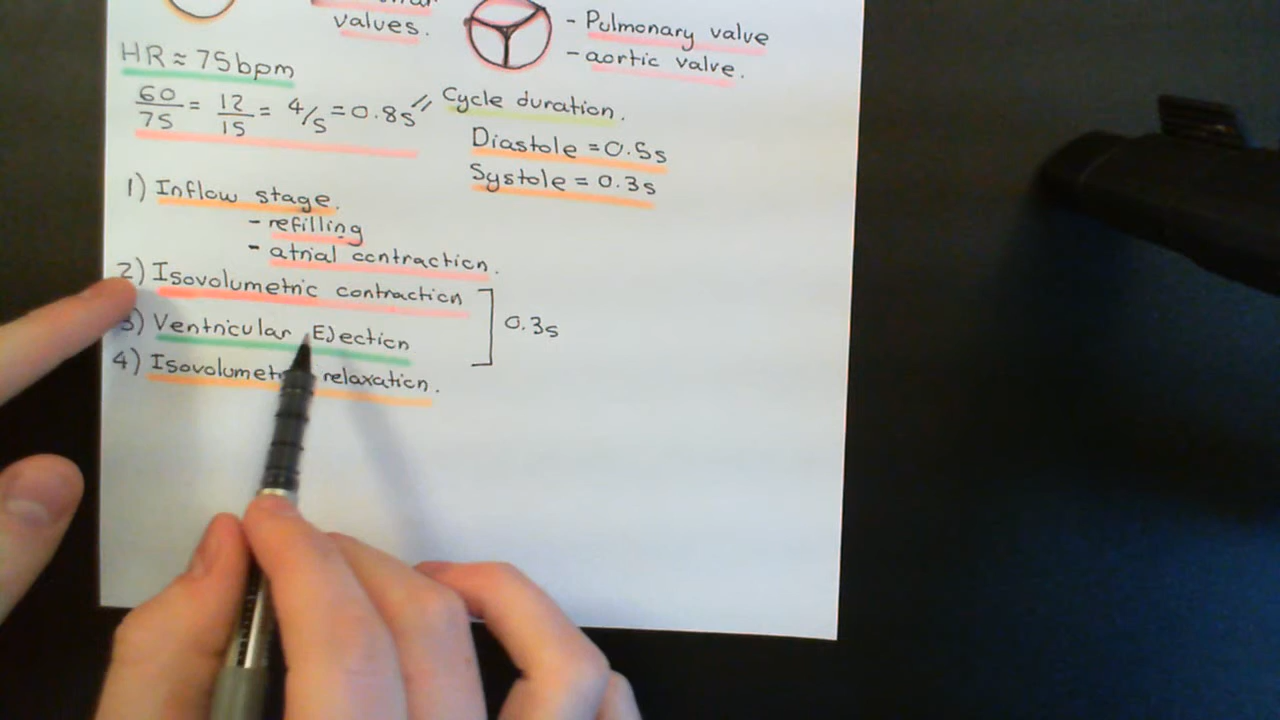 values.
- Pulmonary valve
- aortic valve.
HR ≈ 75bpm
60/75 = 12/15 = 4/5 = 0.8s // Cycle duration.
Diastole = 0.5s
Systole = 0.3s
1) Inflow stage.
- refilling
- atrial contraction.
2) Isovolumetric contraction
3) Ventricular Ejection
0.3s
4) Isovolumetric relaxation.